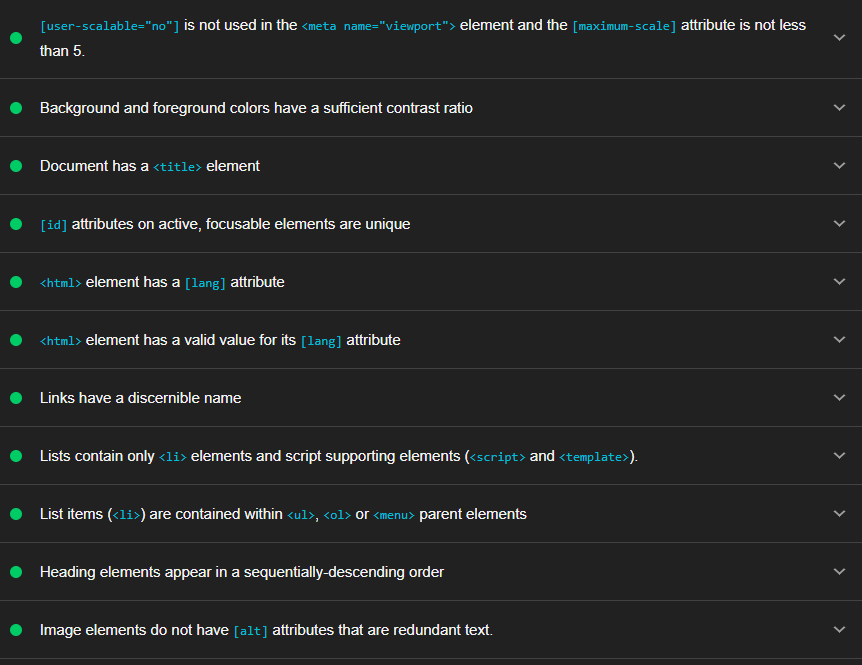 [user-scalable="no"] is not used in the <meta name="viewport"> element and the [maximum-scale] attribute is not less
than 5.
Background and foreground colors have a sufficient contrast ratio
Document has a <title> element
[id] attributes on active, focusable elements are unique
<html> element has a [lang] attribute
<html> element has a valid value for its [lang] attribute
Links have a discernible name
Lists contain only <li> elements and script supporting elements (<script> and <template>).
List items (<li>) are contained within <ul>, <ol> or <menu> parent elements
Heading elements appear in a sequentially-descending order
Image elements do not have [alt] attributes that are redundant text.